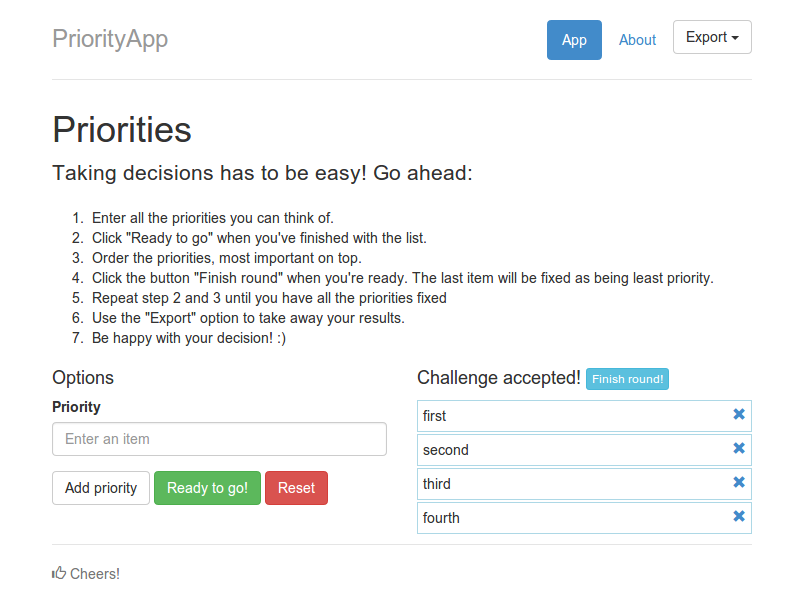 PriorityApp
App
About
Export
Priorities
Taking decisions has to be easy! Go ahead:
1. Enter all the priorities you can think of.
2. Click "Ready to go" when you've finished with the list.
3. Order the priorities, most important on top.
4. Click the button "Finish round" when you're ready. The last item will be fixed as being least priority.
5. Repeat step 2 and 3 until you have all the priorities fixed
6. Use the "Export" option to take away your results.
7. Be happy with your decision! :)
Options
Priority
Enter an item
Add priority
Ready to go!
Reset
Challenge accepted!
Finish round!
first
second
third
fourth
Cheers!